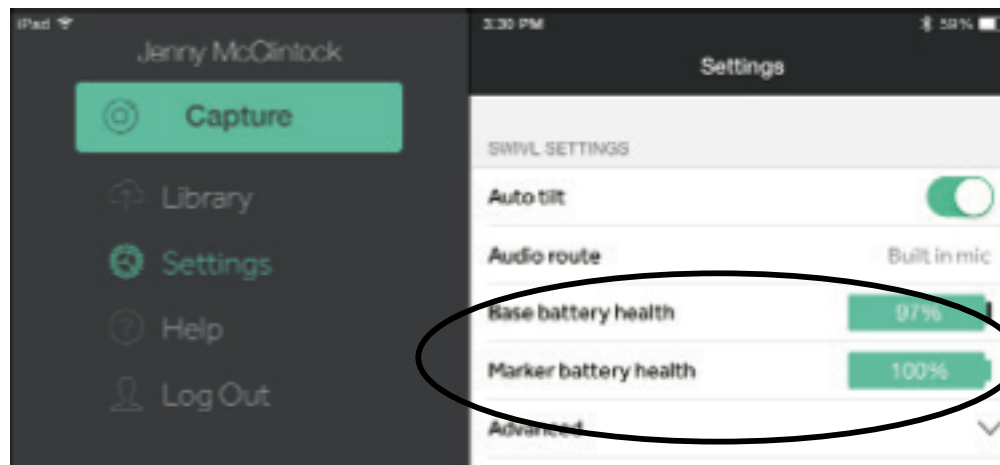 iPad
Jenny McClintock
Capture
Library
Settings
Help
Log Out
3:30 PM
59%
Settings
SWIVL SETTINGS
Auto tilt
Audio route
Built in mic
Base battery health
97%
Marker battery health
100%
Advanced